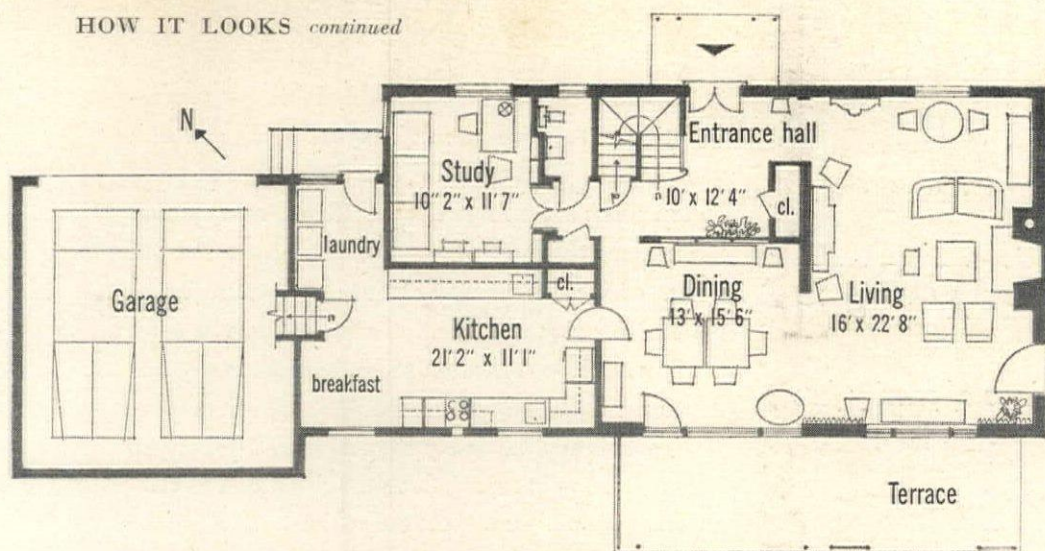 HOW IT LOOKS continued
N
Entrance hall
10' x 12' 4"
cl.
Study
10" 2" x 11' 7"
laundry
Garage
cl.
Dining
13' x 15' 6"
Living
16' x 22' 8"
Kitchen
21' 2" x 11' 1"
breakfast
Terrace